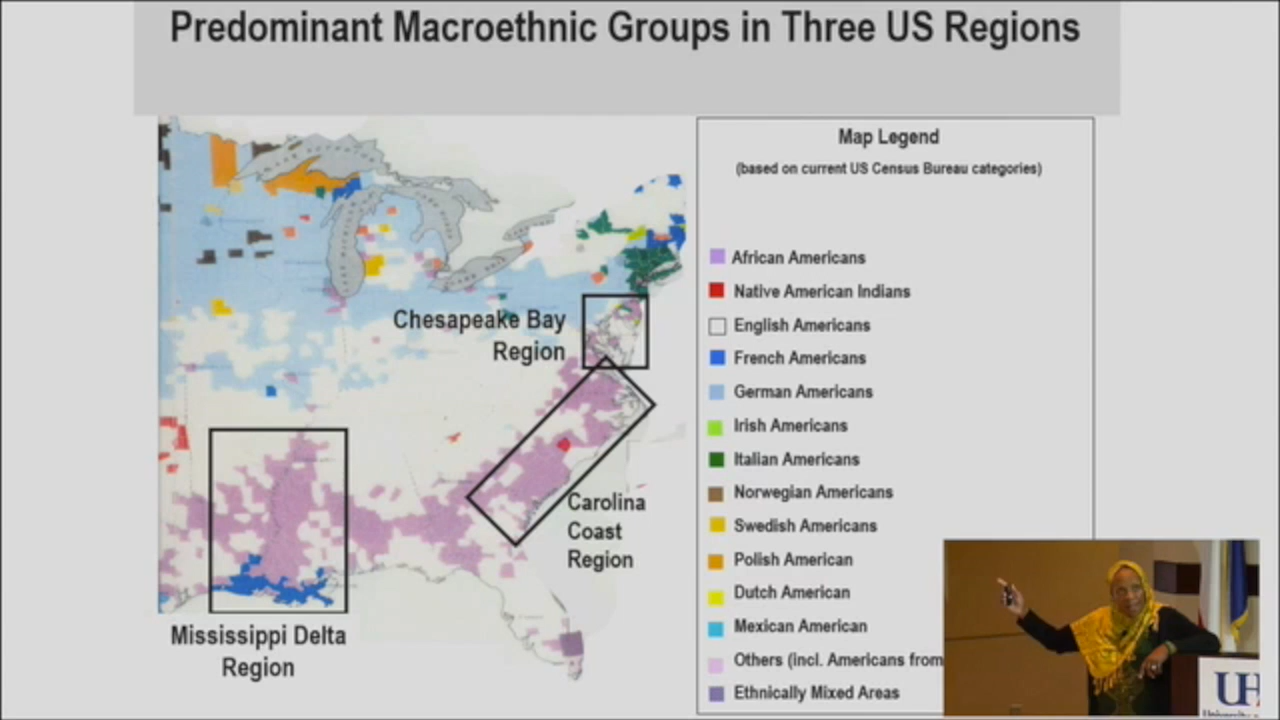 Predominant Macroethnic Groups in Three US Regions
Map Legend
(based on current US Census Bureau categories)
African Americans
Native American Indians
English Americans
French Americans
German Americans
Irish Americans
Italian Americans
Norwegian Americans
Swedish Americans
Polish American
Dutch American
Mexican American
Others (incl. Americans from
Ethnically Mixed Areas
Chesapeake Bay
Region
Carolina
Coast
Region
Mississippi Delta
Region